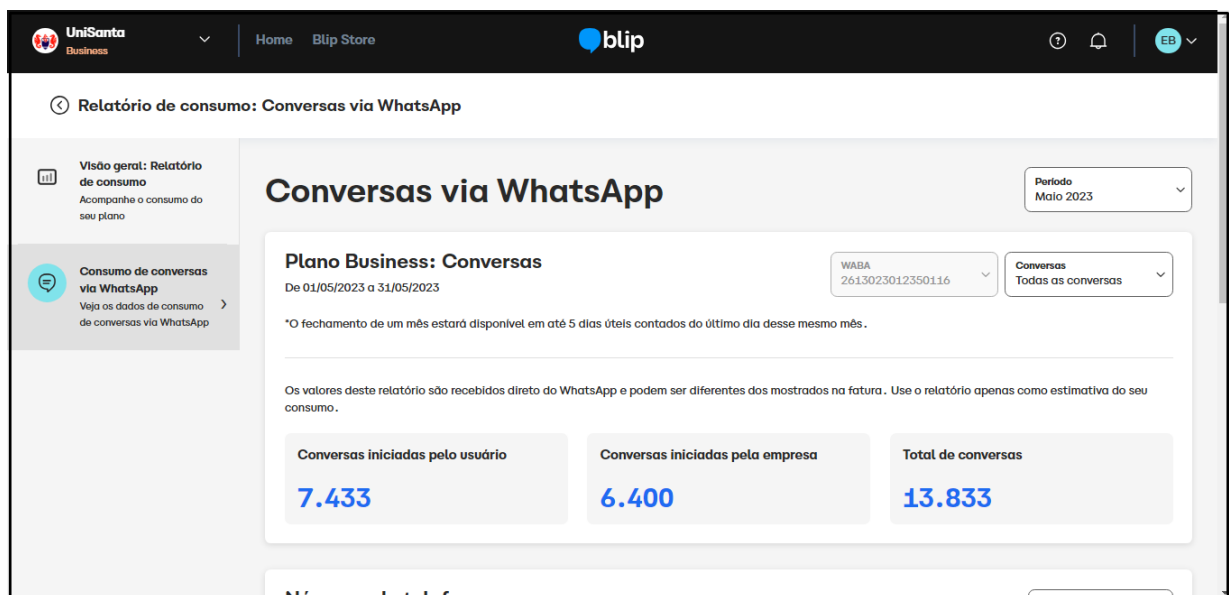 UniSanta
Business
Home Blip Store
blip
EB
Relatório de consumo: Conversas via WhatsApp
Visão geral: Relatório
de consumo
Acompanhe o consumo do
seu plano
Consumo de conversas
via WhatsApp
Veja os dados de consumo
de conversas via WhatsApp
Conversas via WhatsApp
Período
Maio 2023
Plano Business: Conversas
De 01/05/2023 a 31/05/2023
WABA
2613023012350116
Conversas
Todas as conversas
*O fechamento de um mês estará disponível em até 5 dias úteis contados do último dia desse mesmo mês.
Os valores deste relatório são recebidos direto do WhatsApp e podem ser diferentes dos mostrados na fatura. Use o relatório apenas como estimativa do seu
consumo.
Conversas iniciadas pelo usuário
7.433
Conversas iniciadas pela empresa
6.400
Total de conversas
13.833